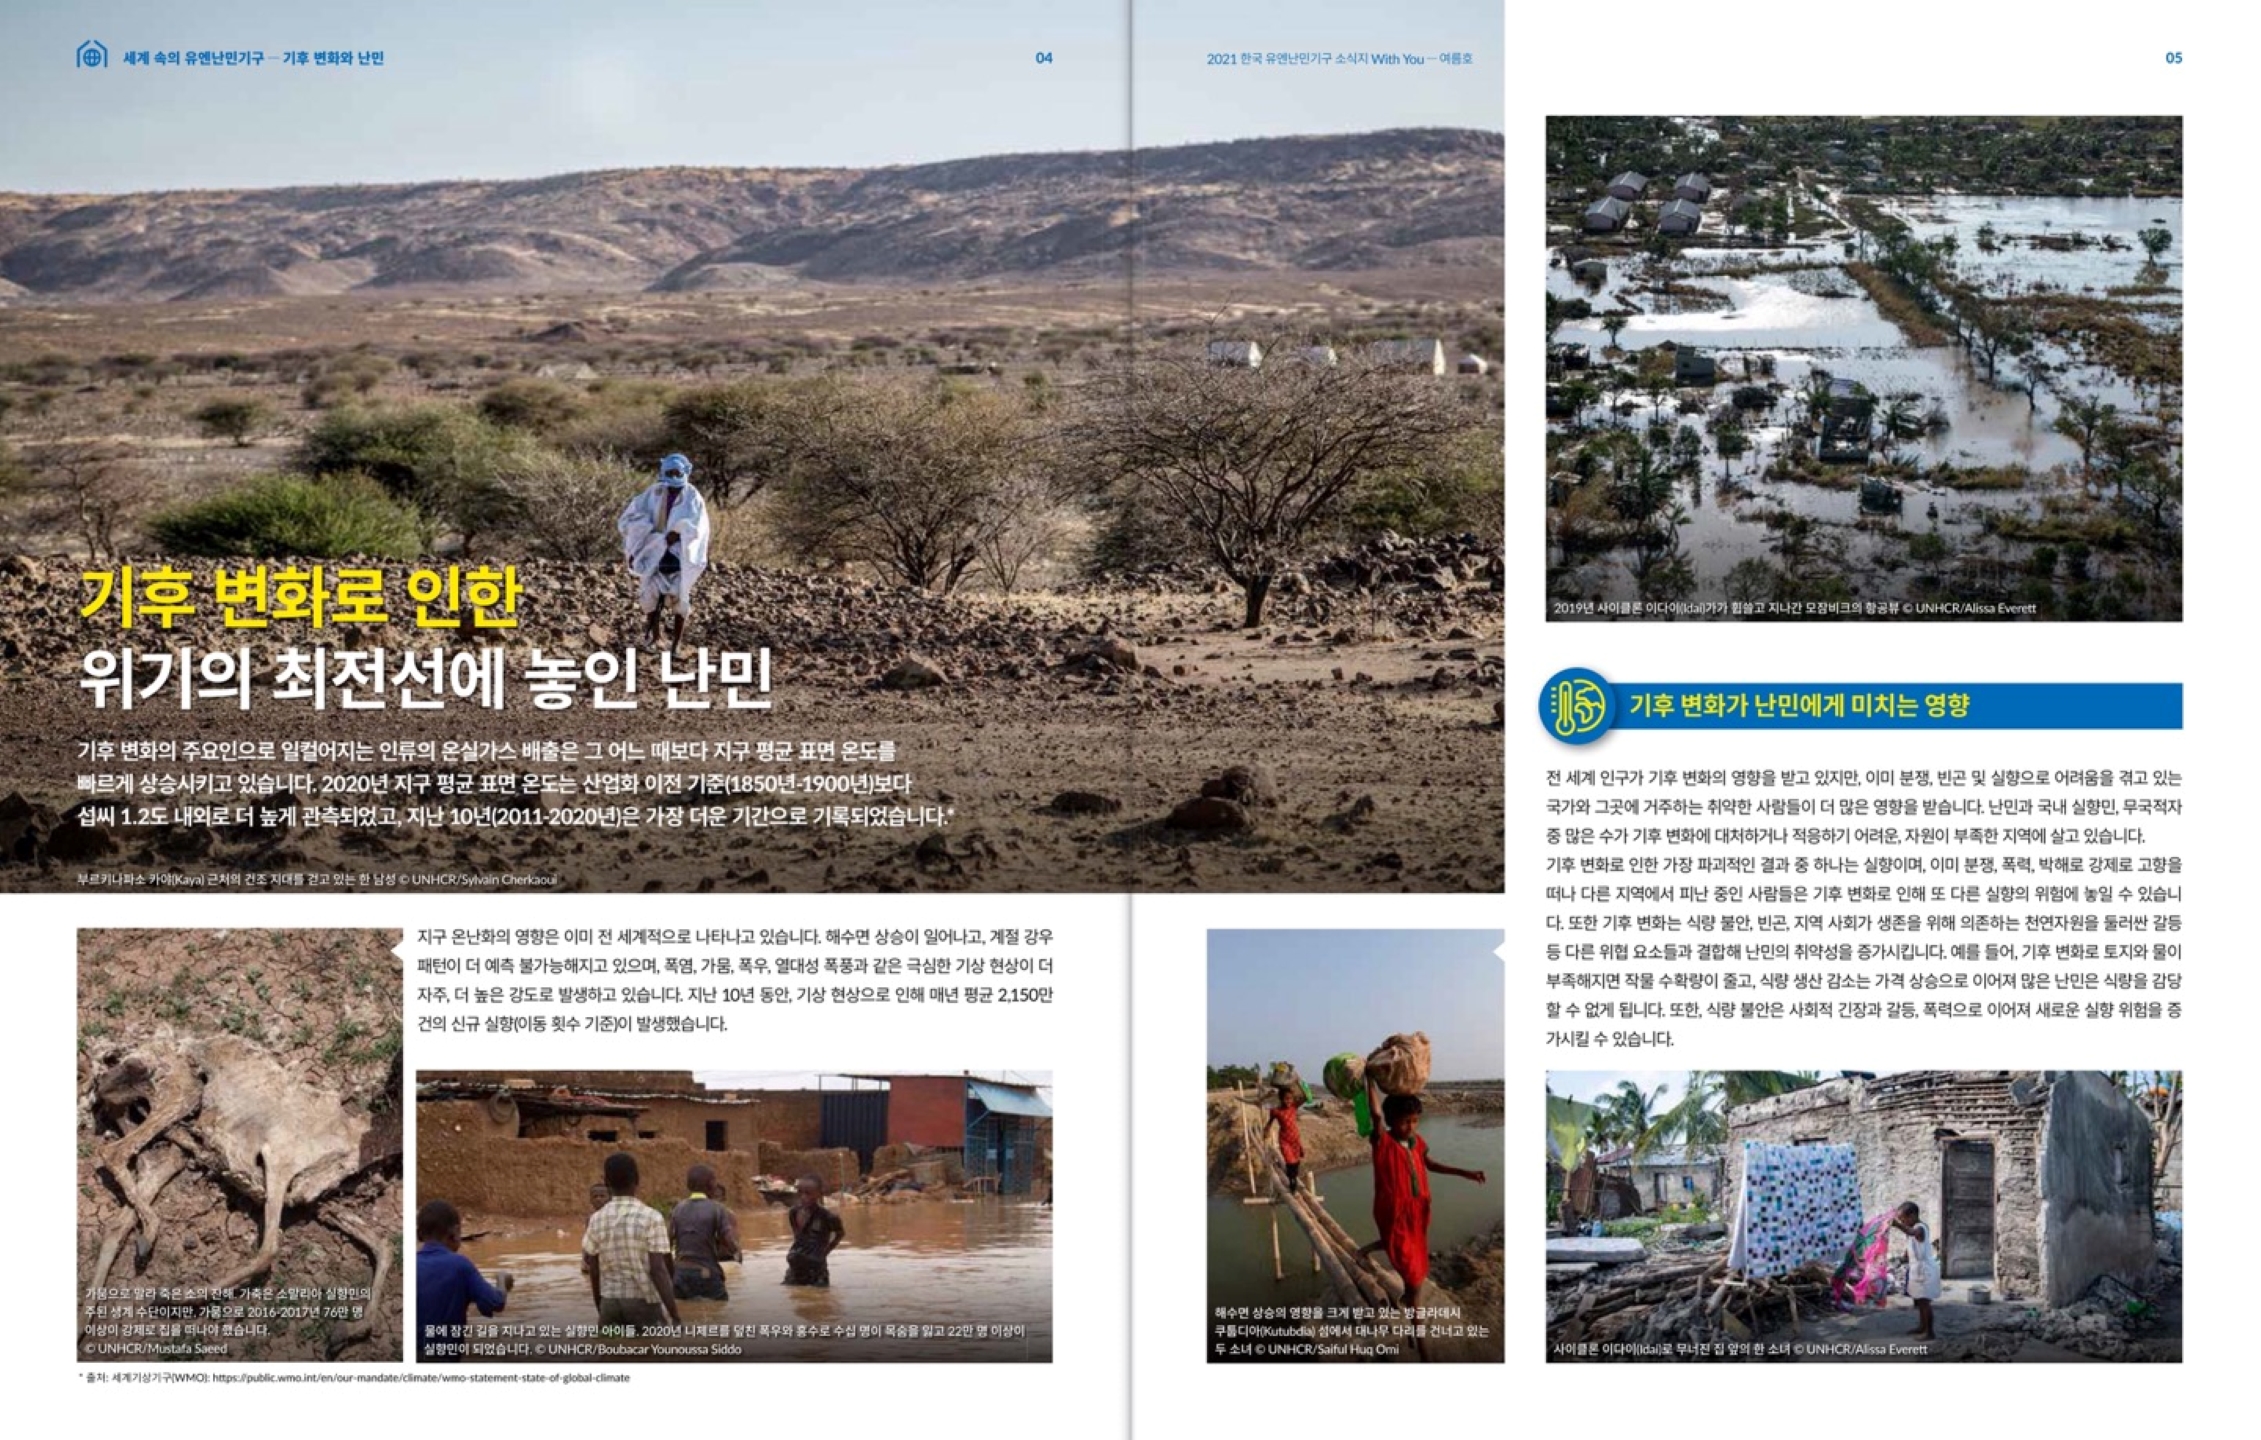 세계 속의 유엔난민기구 — 기후 변화와 난민
04
2021 한국 유엔난민기구 소식지 With You — 여름호
05
기후 변화로 인한
위기의 최전선에 놓인 난민
기후 변화의 주요인으로 일컬어지는 인류의 온실가스 배출은 그 어느 때보다 지구 평균 표면 온도를
빠르게 상승시키고 있습니다. 2020년 지구 평균 표면 온도는 산업화 이전 기준(1850년-1900년)보다
섭씨 1.2도 내외로 더 높게 관측되었고, 지난 10년(2011-2020년)은 가장 더운 기간으로 기록되었습니다.*
부르키나파소 카야(Kaya) 근처의 건조 지대를 걷고 있는 한 남성 © UNHCR/Sylvain Cherkaoui
지구 온난화의 영향은 이미 전 세계적으로 나타나고 있습니다. 해수면 상승이 일어나고, 계절 강우
패턴이 더 예측 불가능해지고 있으며, 폭염, 가뭄, 폭우, 열대성 폭풍과 같은 극심한 기상 현상이 더
자주, 더 높은 강도로 발생하고 있습니다. 지난 10년 동안, 기상 현상으로 인해 매년 평균 2,150만
건의 신규 실향(이동 횟수 기준)이 발생했습니다.
가뭄으로 말라 죽은 소의 잔해. 가축은 소말리아 실향민의
주된 생계 수단이지만, 가뭄으로 2016-2017년 76만 명
이상이 강제로 집을 떠나야 했습니다.
© UNHCR/Mustafa Saeed
물에 잠긴 길을 지나고 있는 실향민 아이들. 2020년 니제르를 덮친 폭우와 홍수로 수십 명이 목숨을 잃고 22만 명 이상이
실향민이 되었습니다. © UNHCR/Boubacar Younoussa Siddo
* 출처: 세계기상기구(WMO): https://public.wmo.int/en/our-mandate/climate/wmo-statement-state-of-global-climate
해수면 상승의 영향을 크게 받고 있는 방글라데시
쿠툽디아(Kutubdia) 섬에서 대나무 다리를 건너고 있는
두 소녀 © UNHCR/Saiful Huq Omi
2019년 사이클론 이다이(Idai)가가 휩쓸고 지나간 모잠비크의 항공뷰 © UNHCR/Alissa Everett
기후 변화가 난민에게 미치는 영향
전 세계 인구가 기후 변화의 영향을 받고 있지만, 이미 분쟁, 빈곤 및 실향으로 어려움을 겪고 있는
국가와 그곳에 거주하는 취약한 사람들이 더 많은 영향을 받습니다. 난민과 국내 실향민, 무국적자
중 많은 수가 기후 변화에 대처하거나 적응하기 어려운, 자원이 부족한 지역에 살고 있습니다.
기후 변화로 인한 가장 파괴적인 결과 중 하나는 실향이며, 이미 분쟁, 폭력, 박해로 강제로 고향을
떠나 다른 지역에서 피난 중인 사람들은 기후 변화로 인해 또 다른 실향의 위험에 놓일 수 있습니
다. 또한 기후 변화는 식량 불안, 빈곤, 지역 사회가 생존을 위해 의존하는 천연자원을 둘러싼 갈등
등 다른 위협 요소들과 결합해 난민의 취약성을 증가시킵니다. 예를 들어, 기후 변화로 토지와 물이
부족해지면 작물 수확량이 줄고, 식량 생산 감소는 가격 상승으로 이어져 많은 난민은 식량을 감당
할 수 없게 됩니다. 또한, 식량 불안은 사회적 긴장과 갈등, 폭력으로 이어져 새로운 실향 위험을 증
가시킬 수 있습니다.
사이클론 이다이(Idai)로 무너진 집 앞의 한 소녀 © UNHCR/Alissa Everett